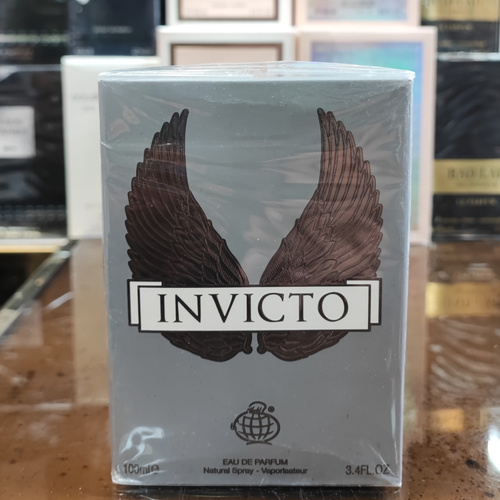 INVICTO
EAU DE PARFUM
Natural Spray - Vaporisateur
100ml℮
3.4FL.OZ